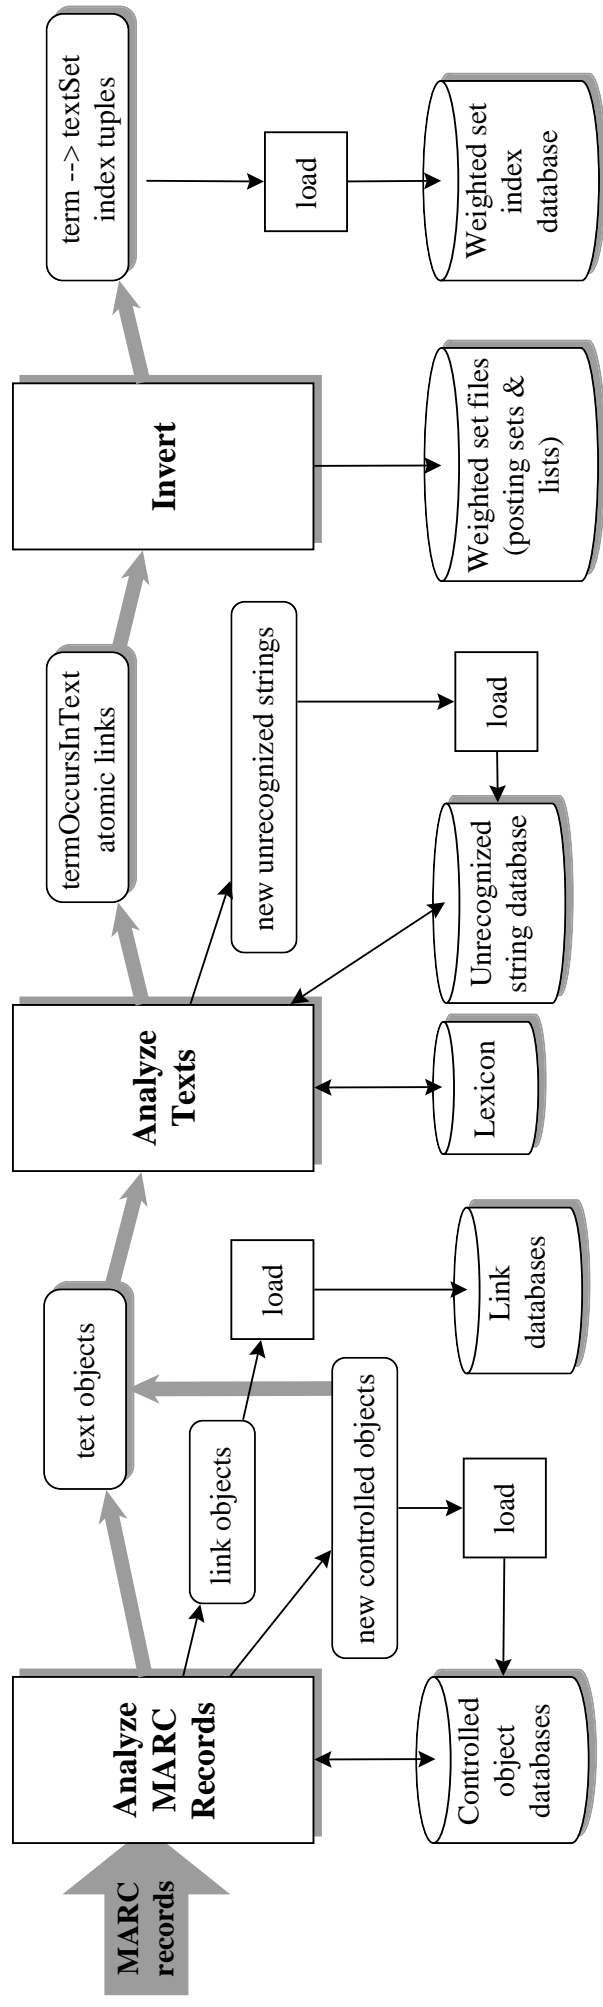 MARC
records
Analyze
MARC
Records
text objects
link objects
load
new controlled objects
load
Controlled
object
databases
Link
databases
Analyze
Texts
termOccursInText
atomic links
new unrecognized strings
load
Lexicon
Unrecognized
string database
Invert
term --> textSet
index tuples
load
Weighted set files
(posting sets &
lists)
Weighted set
index
database